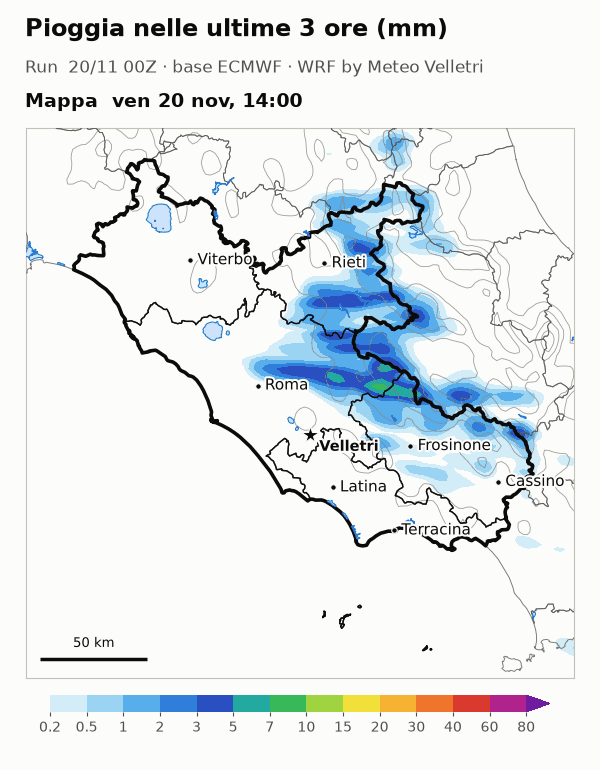 Pioggia nelle ultime 3 ore (mm)
Run  20/11 00Z · base ECMWF · WRF by Meteo Velletri
Mappa  ven 20 nov, 14:00
Viterbo
Rieti
Roma
Velletri
Frosinone
Cassino
Latina
Terracina
50 km
0.2 0.5 1 2 3 5 7 10 15 20 30 40 60 80